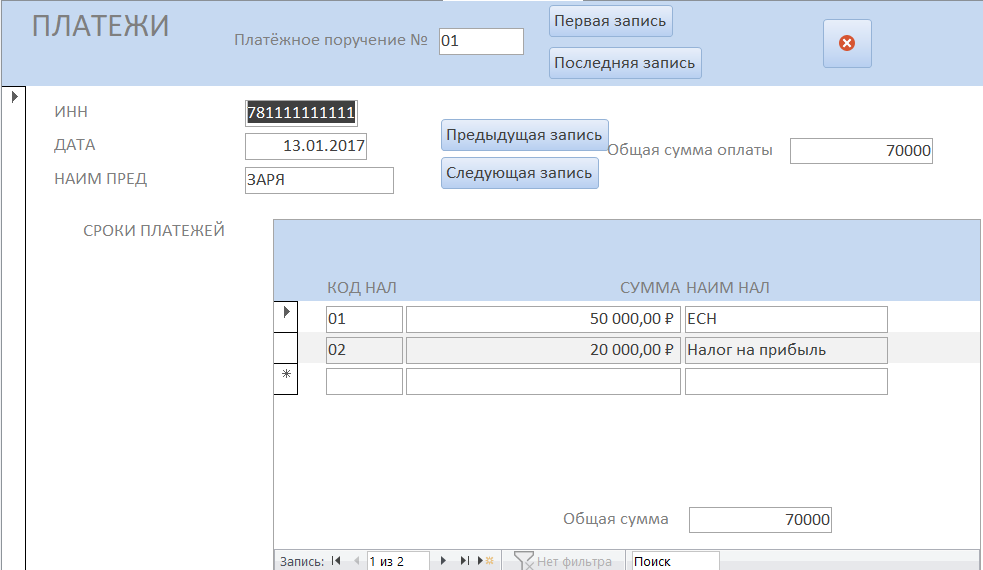 ПЛАТЕЖИ
Платёжное поручение № 01
Первая запись
Последняя запись
ИНН 781111111111
ДАТА 13.01.2017
НАИМ ПРЕД ЗАРЯ
Предыдущая запись
Следующая запись
Общая сумма оплаты 70000
СРОКИ ПЛАТЕЖЕЙ
КОД НАЛ СУММА НАИМ НАЛ
01 50 000,00 ₽ ЕСН
02 20 000,00 ₽ Налог на прибыль
Общая сумма 70000
Запись: 1 из 2 Нет фильтра Поиск